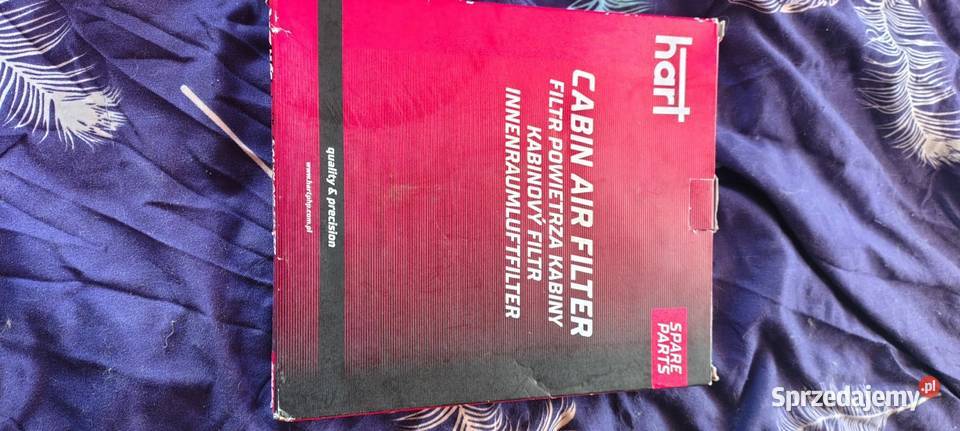 hart
CABIN AIR FILTER
FILTR POWIETRZA KABINY
KABINOVÝ FILTR
INNENRAUMLUFTFILTER
SPARE
PARTS
quality & precision
www.hartphp.com.pl
Sprzedajemy.pl